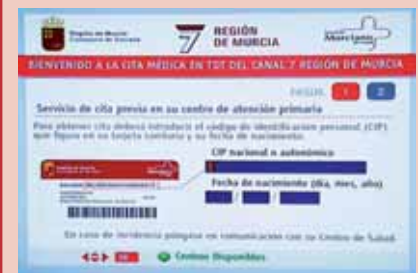 Región de Murcia
Consejería de Sanidad
7 REGIÓN
DE MURCIA
Murciano
BIENVENIDO A LA CITA MÉDICA EN TDT DEL CANAL 7 REGIÓN DE MURCIA
1 2
Servicio de cita previa en su centro de atención primaria
Para obtener cita deberá introducir el código de identificación personal (CIP)
que figura en su tarjeta sanitaria y su fecha de nacimiento.
CIP nacional o autonómico
Fecha de nacimiento (día, mes, año)
/ /
En caso de incidencia póngase en comunicación con su Centro de Salud.
Centros Disponibles